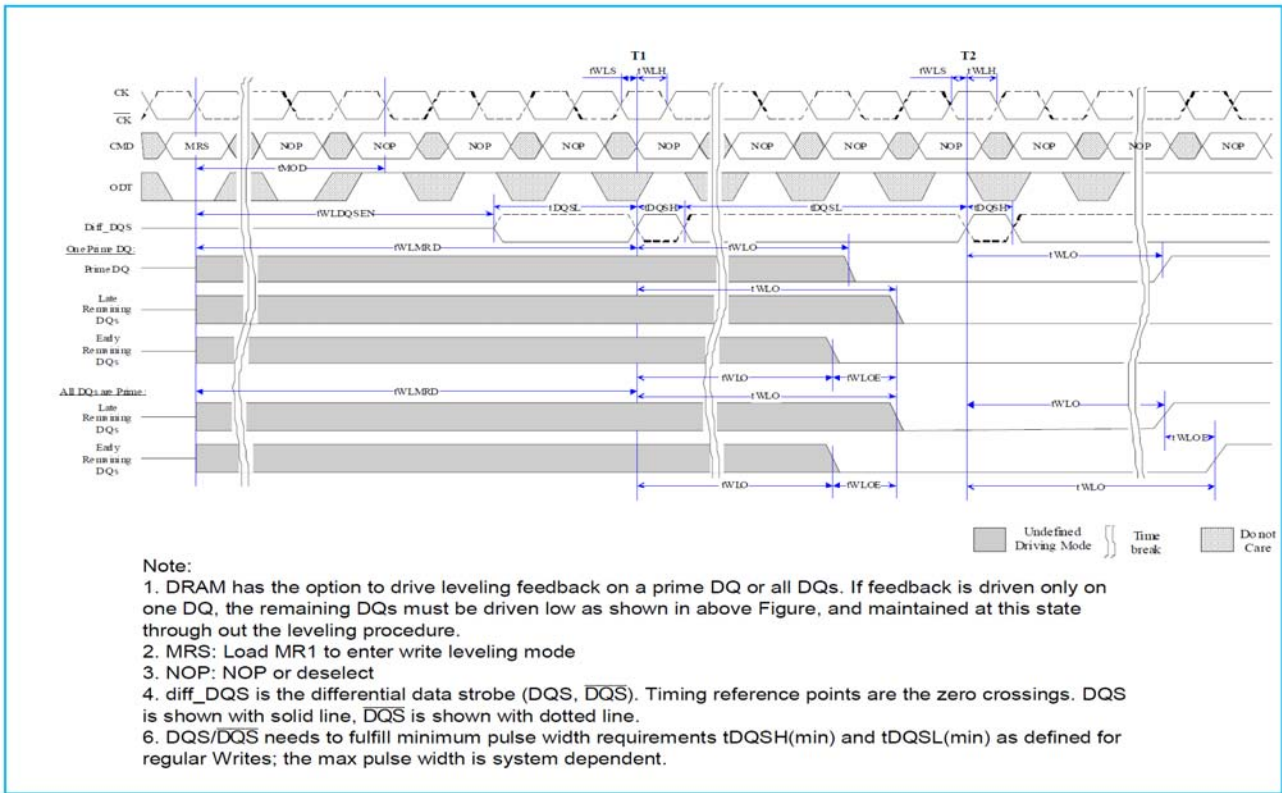 T1 T2
tWLS tWLH tWLS tWLH
CK
CK
CMD MRS NOP NOP NOP NOP NOP NOP NOP NOP NOP NOP
tMOD
ODT
tDQSL tDQSH tDQSL tDQSH
tWLDQSEN
Diff_DQS
One Prime DQ:
tWLMRD tWLO
tWLO
Prime DQ
tWLO
Late
Remaining
DQs
Early
Remaining
DQs
tWLO tWLOE
All DQs are Prime:
tWLMRD
tWLO
tWLO
Late
Remaining
DQs
tWLOE
Early
Remaining
DQs
tWLO tWLOE
tWLO
Undefined
Driving Mode
Time
break
Do not
Care
Note:
1. DRAM has the option to drive leveling feedback on a prime DQ or all DQs. If feedback is driven only on
one DQ, the remaining DQs must be driven low as shown in above Figure, and maintained at this state
through out the leveling procedure.
2. MRS: Load MR1 to enter write leveling mode
3. NOP: NOP or deselect
4. diff_DQS is the differential data strobe (DQS, DQS). Timing reference points are the zero crossings. DQS
is shown with solid line, DQS is shown with dotted line.
6. DQS/DQS needs to fulfill minimum pulse width requirements tDQSH(min) and tDQSL(min) as defined for
regular Writes; the max pulse width is system dependent.